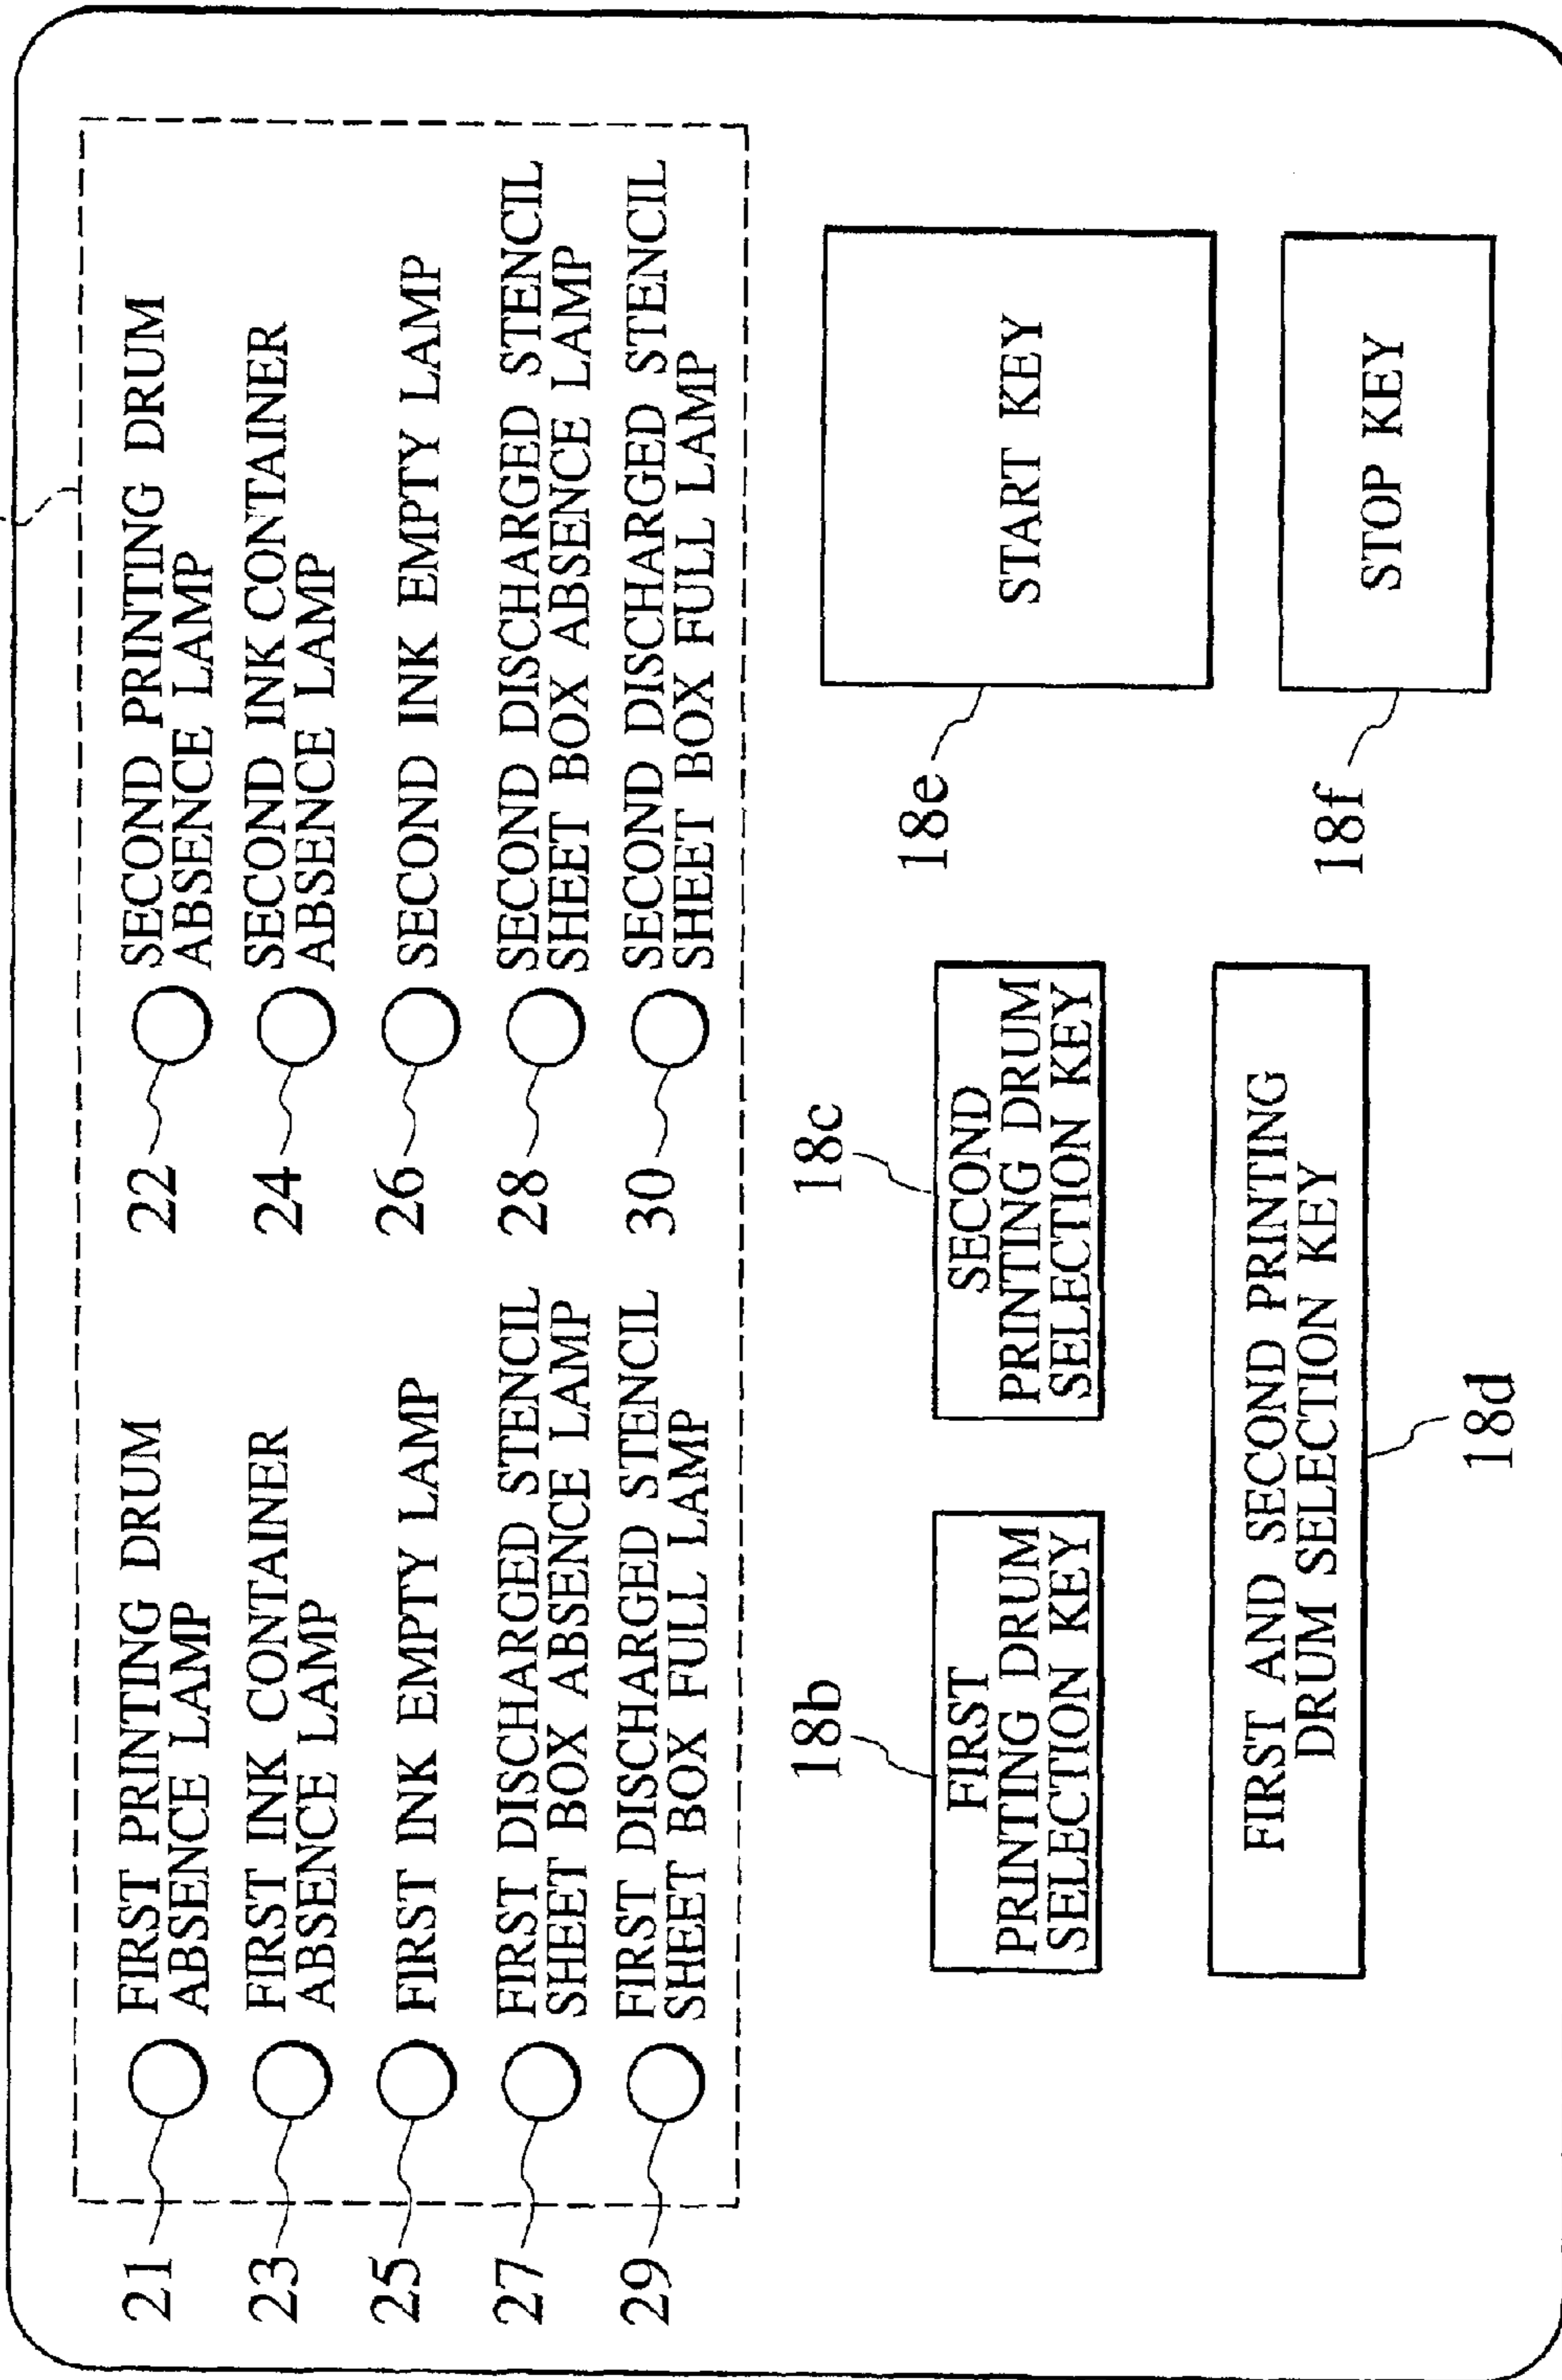 21
FIRST PRINTING DRUM
ABSENCE LAMP
22
SECOND PRINTING DRUM
ABSENCE LAMP
23
FIRST INK CONTAINER
ABSENCE LAMP
24
SECOND INK CONTAINER
ABSENCE LAMP
25
FIRST INK EMPTY LAMP
26
SECOND INK EMPTY LAMP
27
FIRST DISCHARGED STENCIL
SHEET BOX ABSENCE LAMP
28
SECOND DISCHARGED STENCIL
SHEET BOX ABSENCE LAMP
29
FIRST DISCHARGED STENCIL
SHEET BOX FULL LAMP
30
SECOND DISCHARGED STENCIL
SHEET BOX FULL LAMP
18b
FIRST
PRINTING DRUM
SELECTION KEY
18c
SECOND
PRINTING DRUM
SELECTION KEY
18e
START KEY
FIRST AND SECOND PRINTING
DRUM SELECTION KEY
18d
18f
STOP KEY